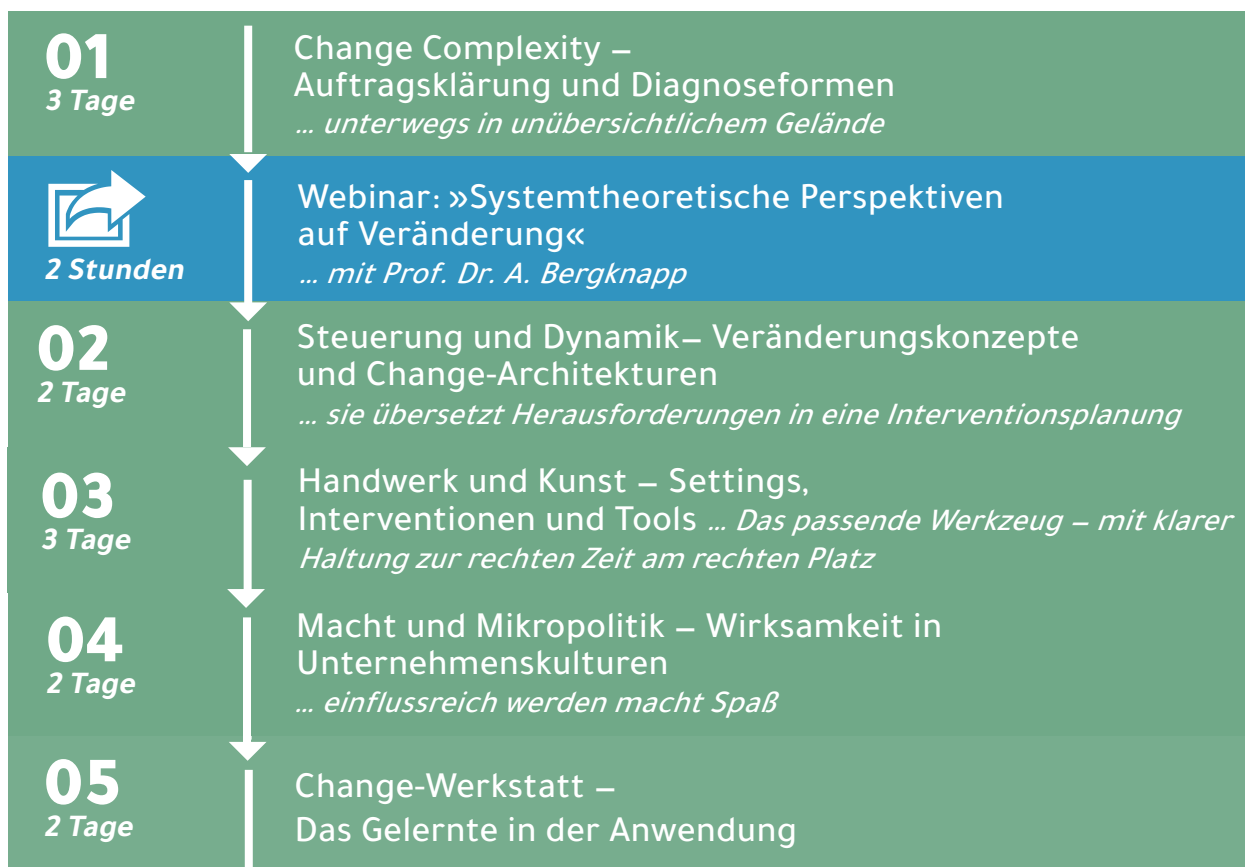 01
3 Tage
Change Complexity –
Auftragsklärung und Diagnoseformen
... unterwegs in unübersichtlichem Gelände
2 Stunden
Webinar: »Systemtheoretische Perspektiven
auf Veränderung«
... mit Prof. Dr. A. Bergknapp
02
2 Tage
Steuerung und Dynamik– Veränderungskonzepte
und Change-Architekturen
... sie übersetzt Herausforderungen in eine Interventionsplanung
03
3 Tage
Handwerk und Kunst – Settings,
Interventionen und Tools ... Das passende Werkzeug – mit klarer
Haltung zur rechten Zeit am rechten Platz
04
2 Tage
Macht und Mikropolitik – Wirksamkeit in
Unternehmenskulturen
... einflussreich werden macht Spaß
05
2 Tage
Change-Werkstatt –
Das Gelernte in der Anwendung